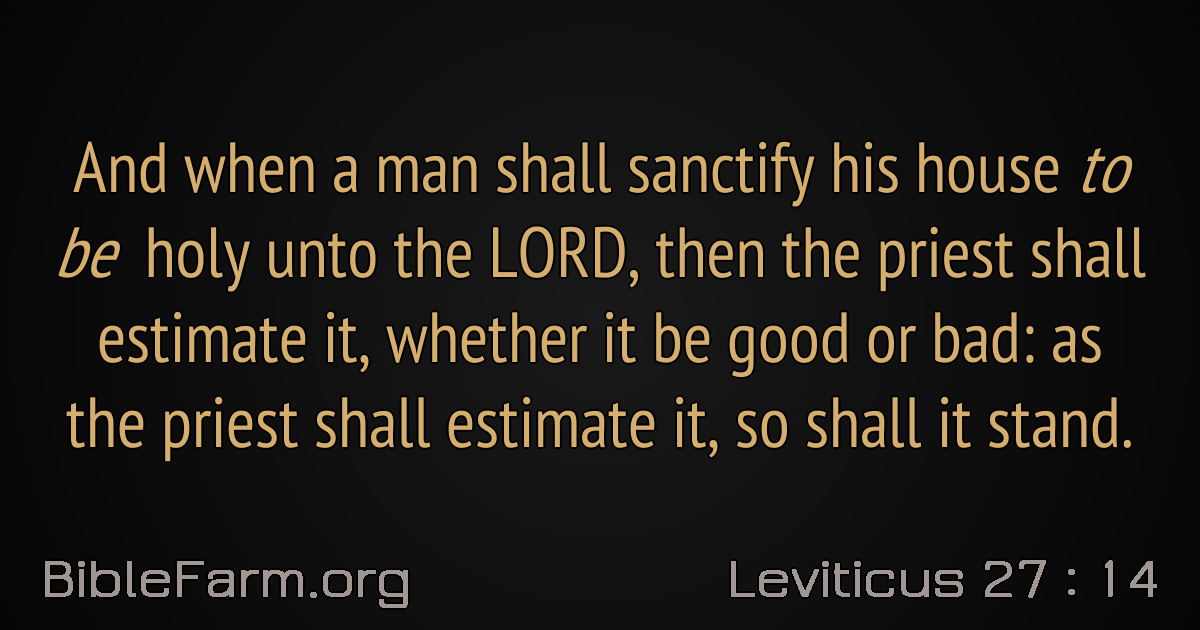 And when a man shall sanctify his house to
be holy unto the LORD, then the priest shall
estimate it, whether it be good or bad: as
the priest shall estimate it, so shall it stand.
BibleFarm.org
Leviticus 27 : 14